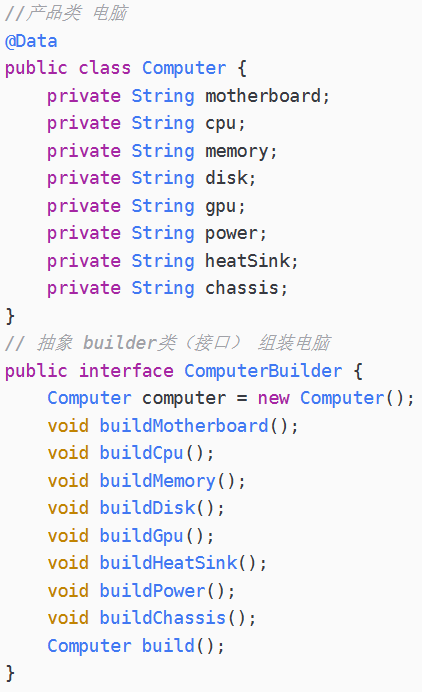 //产品类 电脑
@Data
public class Computer {
    private String motherboard;
    private String cpu;
    private String memory;
    private String disk;
    private String gpu;
    private String power;
    private String heatSink;
    private String chassis;
}
// 抽象 builder类（接口） 组装电脑
public interface ComputerBuilder {
    Computer computer = new Computer();
    void buildMotherboard();
    void buildCpu();
    void buildMemory();
    void buildDisk();
    void buildGpu();
    void buildHeatSink();
    void buildPower();
    void buildChassis();
    Computer build();
}